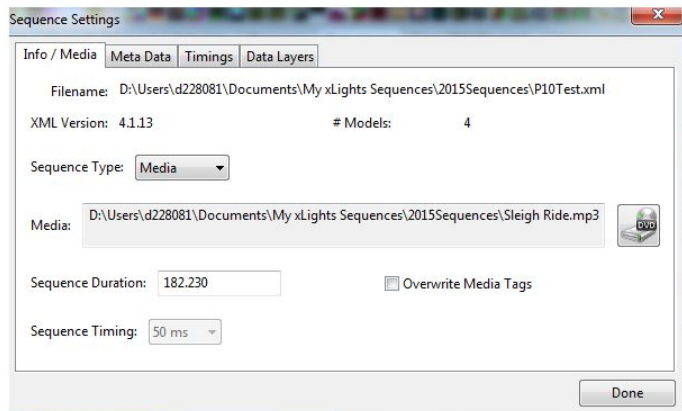 Sequence Settings
Info / Media Meta Data Timings Data Layers
Filename: D:\Users\d228081\Documents\My xLights Sequences\2015Sequences\P10Test.xml
XML Version: 4.1.13 # Models: 4
Sequence Type: Media
Media: D:\Users\d228081\Documents\My xLights Sequences\2015Sequences\Sleigh Ride.mp3
DVD
Sequence Duration: 182.230 Overwrite Media Tags
Sequence Timing: 50 ms
Done